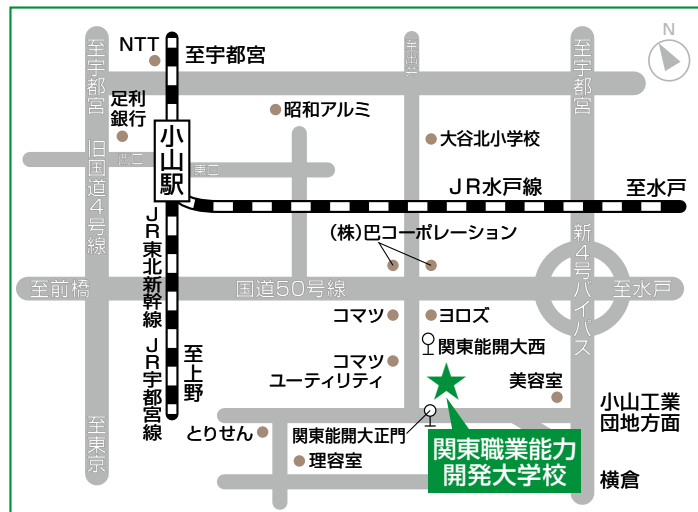 NTT
至宇都宮
至宇都宮
至宇都宮
N
足利
銀行
昭和アルミ
大谷北小学校
西口
東口
小山駅
旧国道4号線
JR水戸線
至水戸
(株)巴コーポレーション
JR東北新幹線
新4号バイパス
至前橋
国道50号線
至水戸
コマツ
ヨロズ
関東能開大西
JR宇都宮線
至上野
コマツ
ユーティリティ
美容室
小山工業
団地方面
至東京
とりせん
関東能開大正門
関東職業能力
開発大学校
理容室
横倉